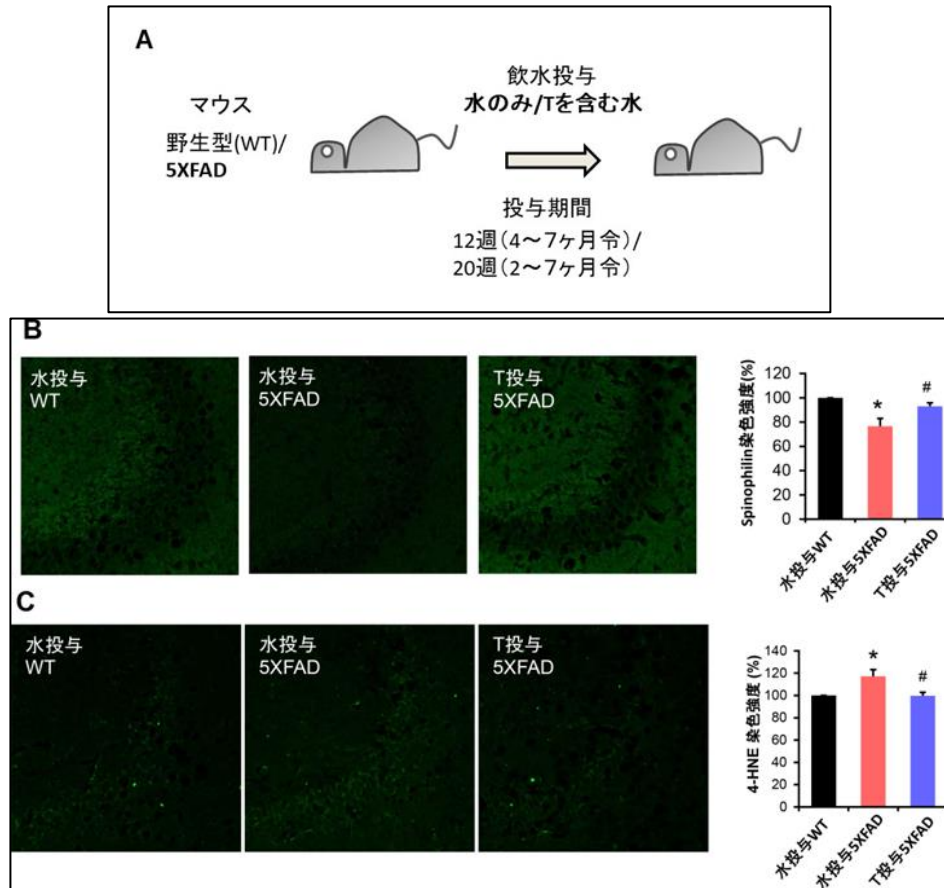 A
マウス
野生型(WT)/
5XFAD
飲水投与
水のみ/Tを含む水
投与期間
12週(4～7ヶ月令)/
20週(2～7ヶ月令)
B
水投与
WT
水投与
5XFAD
T投与
5XFAD
Spinophilin染色強度(%)
120
100
80
60
40
20
0
*
#
水投与WT
水投与5XFAD
T投与5XFAD
C
水投与
WT
水投与
5XFAD
T投与
5XFAD
4-HNE 染色強度 (%)
140
120
100
80
60
40
20
0
*
#
水投与WT
水投与5XFAD
T投与5XFAD